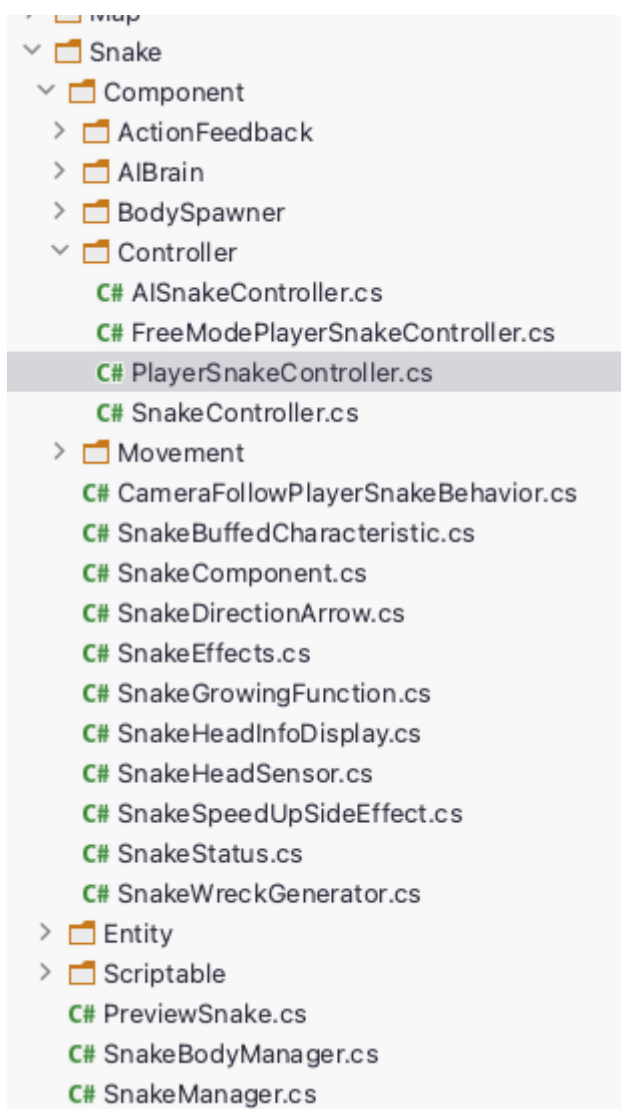 Map
Snake
Component
ActionFeedback
AIBrain
BodySpawner
Controller
C# AISnakeController.cs
C# FreeModePlayerSnakeController.cs
C# PlayerSnakeController.cs
C# SnakeController.cs
Movement
C# CameraFollowPlayerSnakeBehavior.cs
C# SnakeBuffedCharacteristic.cs
C# SnakeComponent.cs
C# SnakeDirectionArrow.cs
C# SnakeEffects.cs
C# SnakeGrowingFunction.cs
C# SnakeHeadInfoDisplay.cs
C# SnakeHeadSensor.cs
C# SnakeSpeedUpSideEffect.cs
C# SnakeStatus.cs
C# SnakeWreckGenerator.cs
Entity
Scriptable
C# PreviewSnake.cs
C# SnakeBodyManager.cs
C# SnakeManager.cs